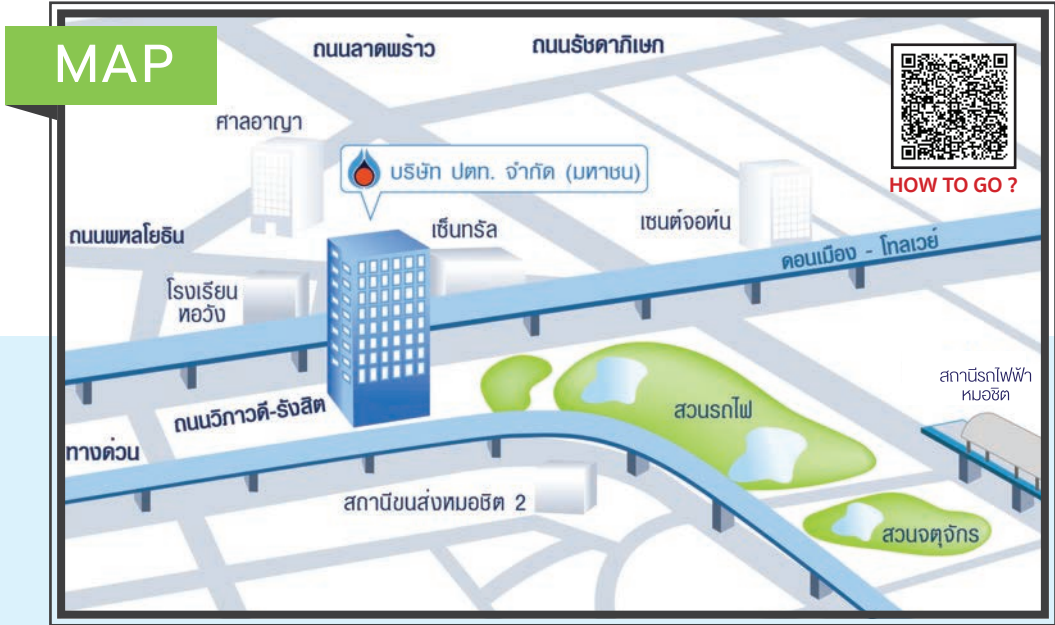 MAP
ถนนลาดพร้าว
ถนนรัชดาภิเษก
ศาลอาญา
HOW TO GO ?
บริษัท ปตท. จำกัด (มหาชน)
เซ็นทรัล
เซนต์จอห์น
ถนนพหลโยธิน
ดอนเมือง - โทลเวย์
โรงเรียน
หอวัง
สถานีรถไฟฟ้า
หมอชิต
ถนนวิภาวดี-รังสิต
สวนรถไฟ
ทางด่วน
สถานีขนส่งหมอชิต 2
สวนจตุจักร